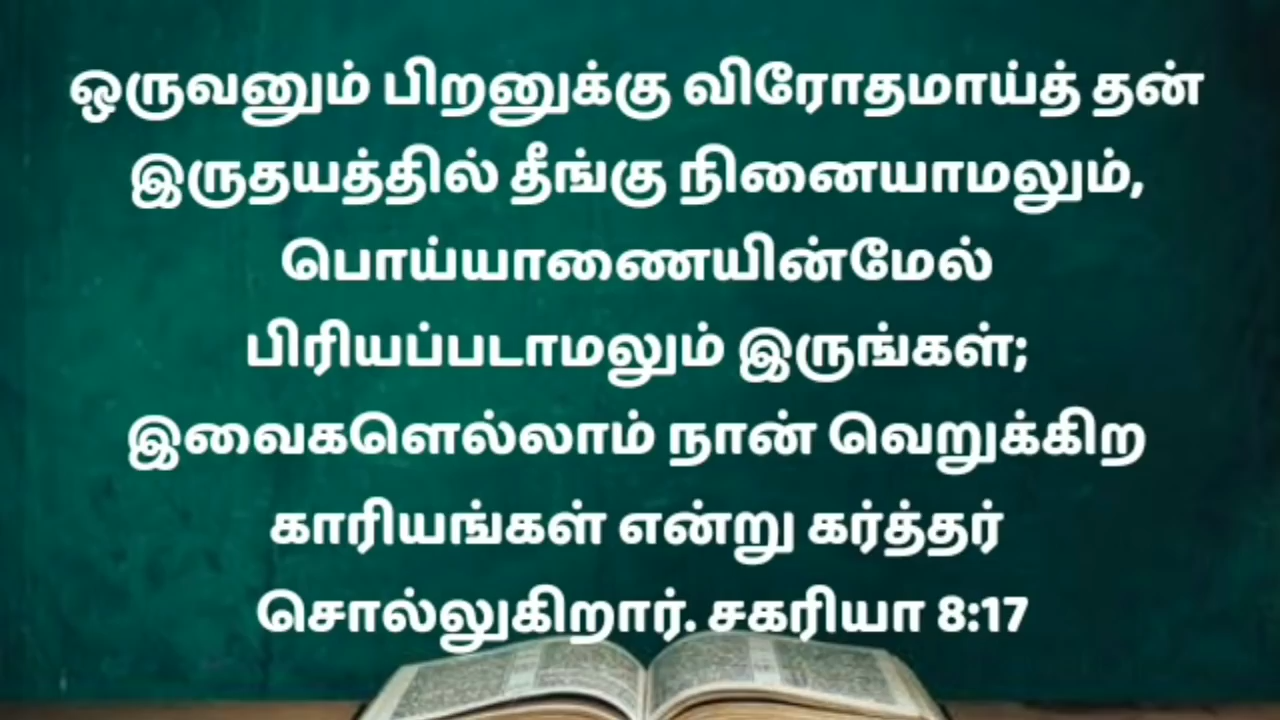 ஒருவனும் பிறனுக்கு விரோதமாய்த் தன்
இருதயத்தில் தீங்கு நினையாமலும்,
பொய்யாணையின்மேல்
பிரியப்படாமலும் இருங்கள்;
இவைகளெல்லாம் நான் வெறுக்கிற
காரியங்கள் என்று கர்த்தர்
சொல்லுகிறார். சகரியா 8:17